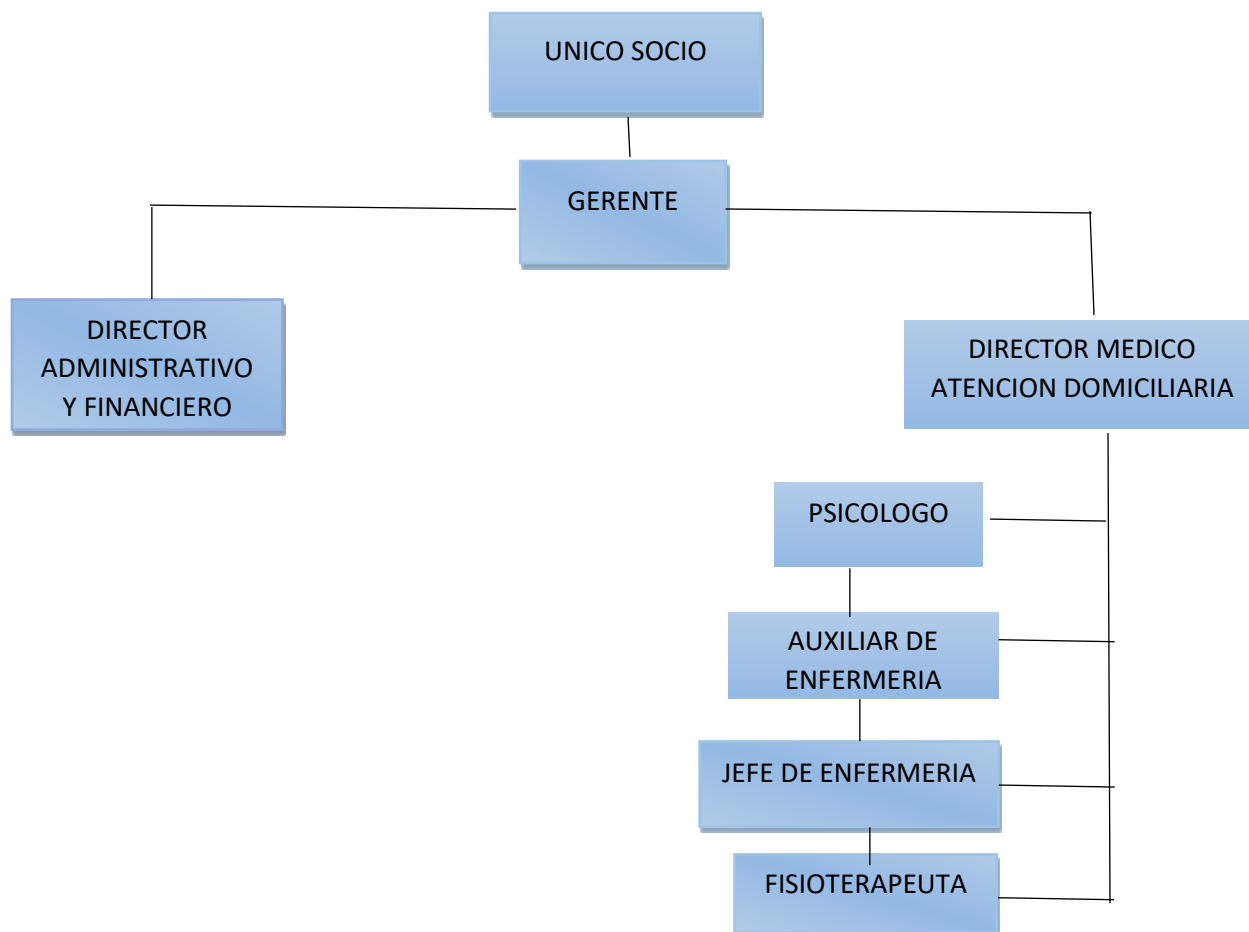 UNICO SOCIO
GERENTE
DIRECTOR
ADMINISTRATIVO
Y FINANCIERO
DIRECTOR MEDICO
ATENCION DOMICILIARIA
PSICOLOGO
AUXILIAR DE
ENFERMERIA
JEFE DE ENFERMERIA
FISIOTERAPEUTA